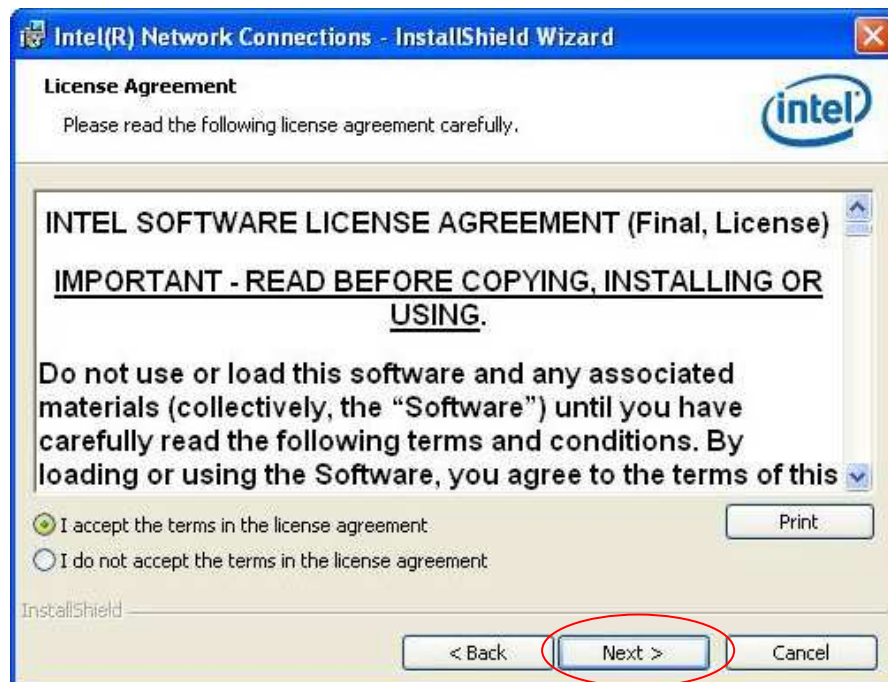 Intel(R) Network Connections - InstallShield Wizard
License Agreement
Please read the following license agreement carefully.
intel
INTEL SOFTWARE LICENSE AGREEMENT (Final, License)
IMPORTANT - READ BEFORE COPYING, INSTALLING OR
USING.
Do not use or load this software and any associated
materials (collectively, the “Software”) until you have
carefully read the following terms and conditions. By
loading or using the Software, you agree to the terms of this
I accept the terms in the license agreement
Print
I do not accept the terms in the license agreement
InstallShield
< Back
Next >
Cancel